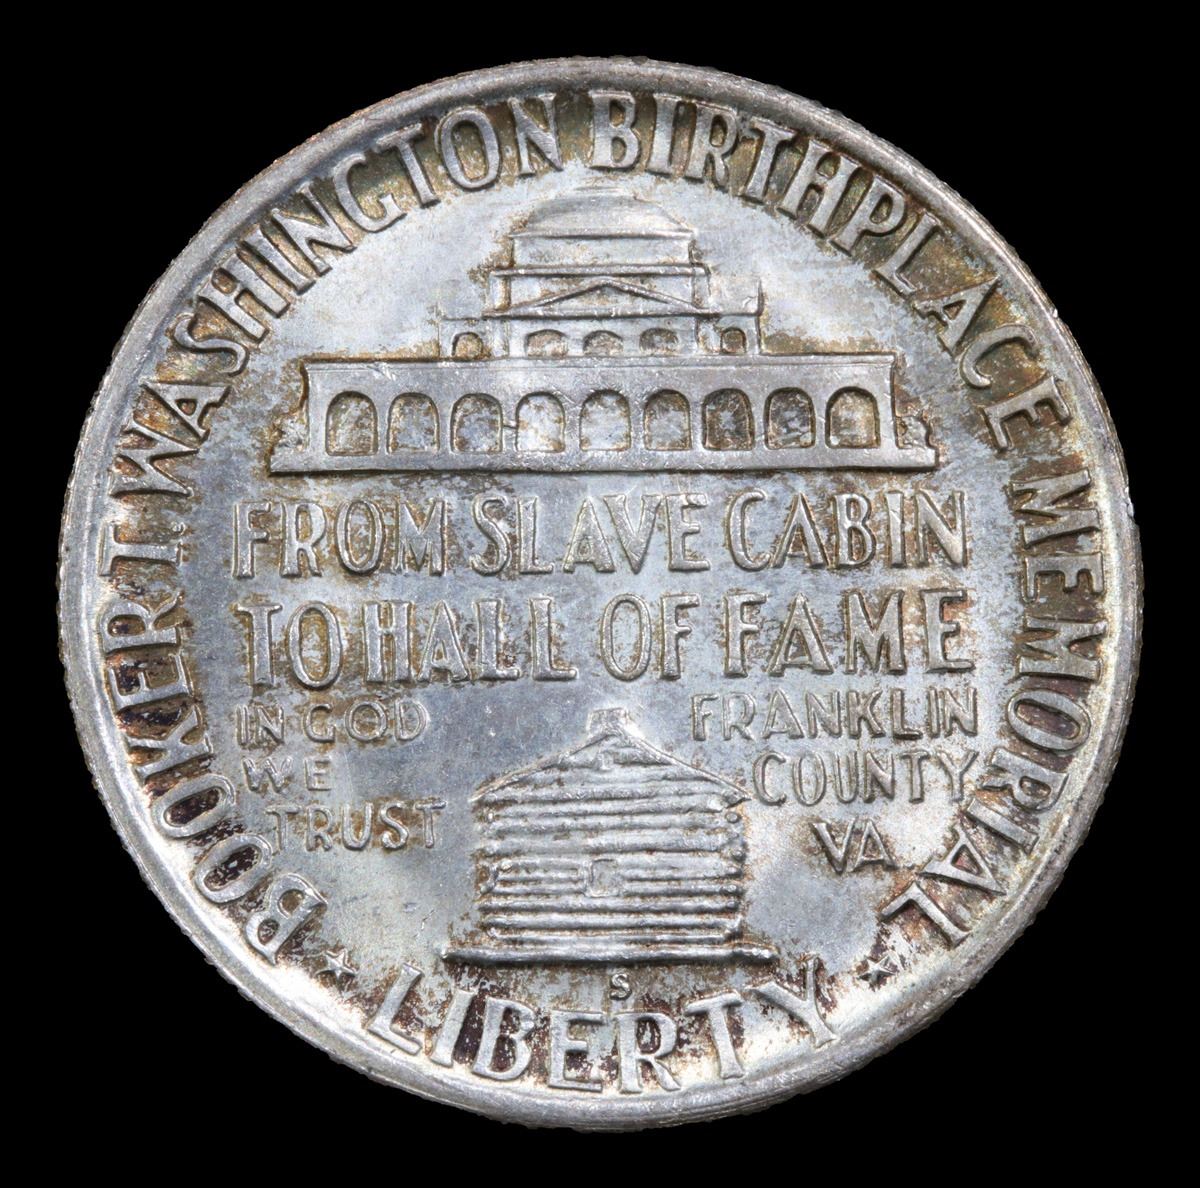 BOOKER T. WASHINGTON BIRTHPLACE MEMORIAL
FROM SLAVE CABIN
TO HALL OF FAME
IN GOD
WE
TRUST
FRANKLIN
COUNTY
VA
S
LIBERTY